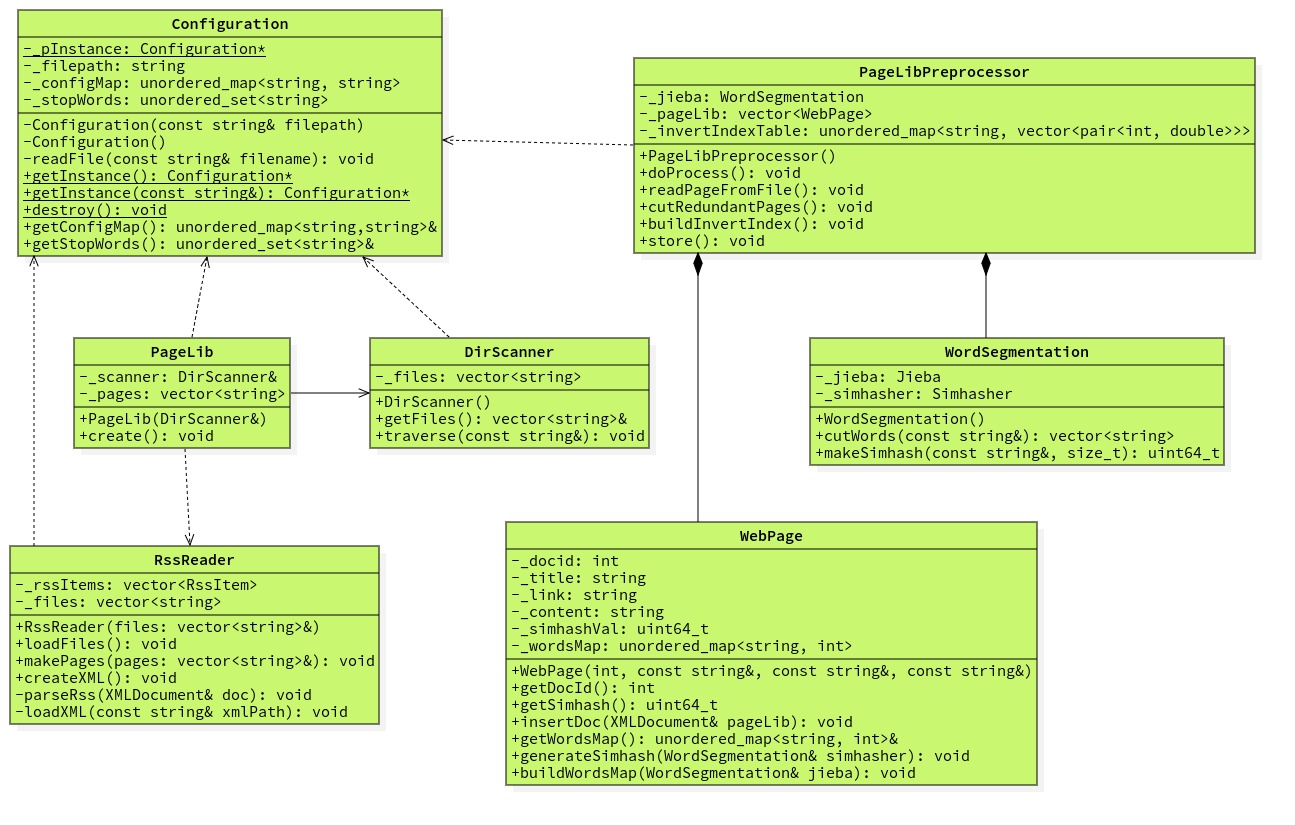 Configuration
-_pInstance: Configuration*
-_filepath: string
-_configMap: unordered_map<string, string>
-_stopWords: unordered_set<string>
-Configuration(const string& filepath)
-Configuration()
-readFile(const string& filename): void
+getInstance(): Configuration*
+getInstance(const string&): Configuration*
+destroy(): void
+getConfigMap(): unordered_map<string,string>&
+getStopWords(): unordered_set<string>&
PageLibPreprocessor
-_jieba: WordSegmentation
-_pageLib: vector<WebPage>
-_invertIndexTable: unordered_map<string, vector<pair<int, double>>>
+PageLibPreprocessor()
+doProcess(): void
+readPageFromFile(): void
+cutRedundantPages(): void
+buildInvertIndex(): void
+store(): void
PageLib
-_scanner: DirScanner&
-_pages: vector<string>
+PageLib(DirScanner&)
+create(): void
DirScanner
-_files: vector<string>
+DirScanner()
+getFiles(): vector<string>&
+traverse(const string&): void
WordSegmentation
-_jieba: Jieba
-_simhasher: Simhasher
+WordSegmentation()
+cutWords(const string&): vector<string>
+makeSimhash(const string&, size_t): uint64_t
RssReader
-_rssItems: vector<RssItem>
-_files: vector<string>
+RssReader(files: vector<string>&)
+loadFiles(): void
+makePages(pages: vector<string>&): void
+createXML(): void
-parseRss(XMLDocument& doc): void
-loadXML(const string& xmlPath): void
WebPage
-_docid: int
-_title: string
-_link: string
-_content: string
-_simhashVal: uint64_t
-_wordsMap: unordered_map<string, int>
+WebPage(int, const string&, const string&, const string&)
+getDocId(): int
+getSimhash(): uint64_t
+insertDoc(XMLDocument& pageLib): void
+getWordsMap(): unordered_map<string, int>&
+generateSimhash(WordSegmentation& simhasher): void
+buildWordsMap(WordSegmentation& jieba): void